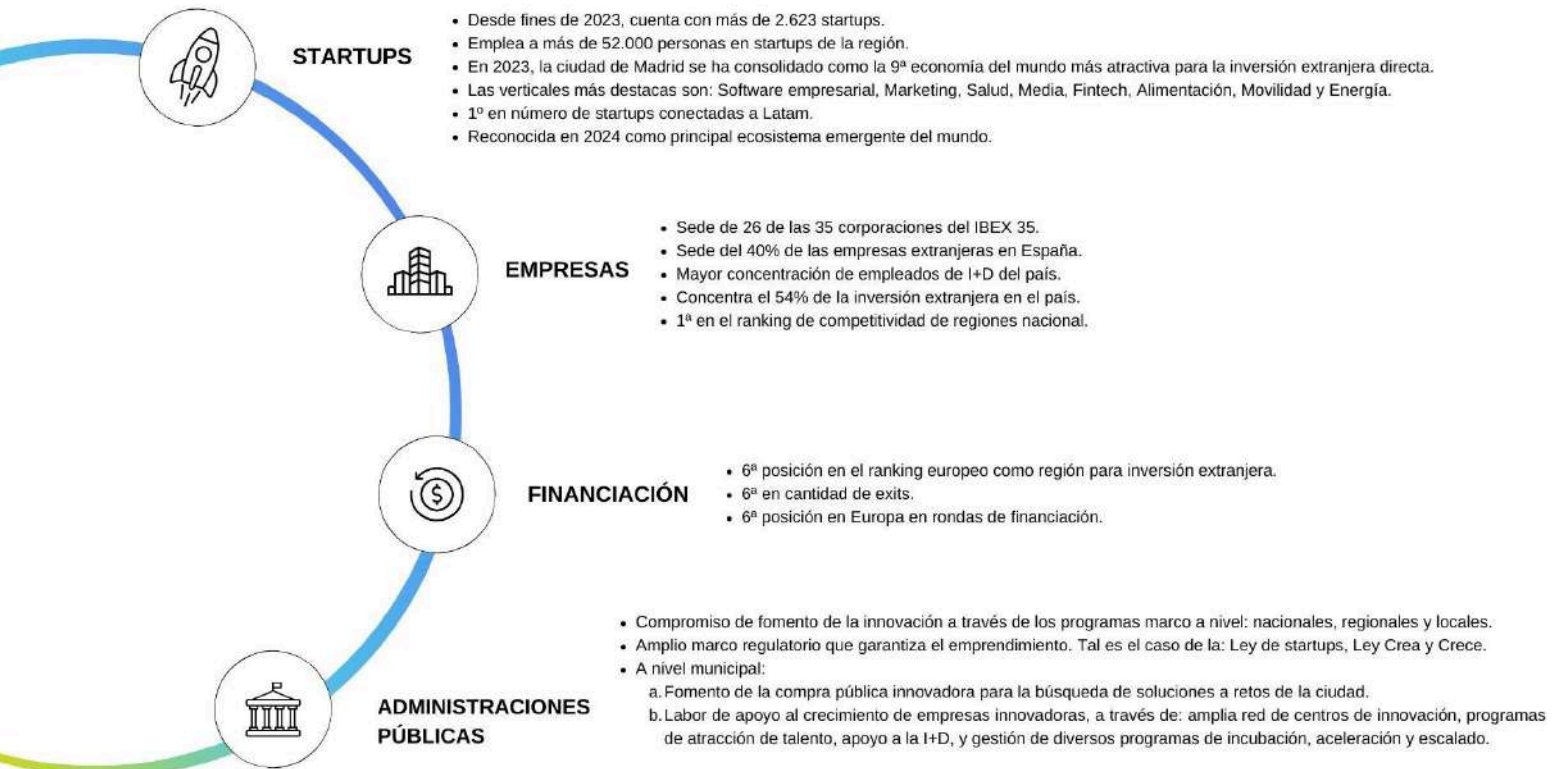 STARTUPS
• Desde fines de 2023, cuenta con más de 2.623 startups.
• Emplea a más de 52.000 personas en startups de la región.
• En 2023, la ciudad de Madrid se ha consolidado como la 9ª economía del mundo más atractiva para la inversión extranjera directa.
• Las verticales más destacas son: Software empresarial, Marketing, Salud, Media, Fintech, Alimentación, Movilidad y Energía.
• 1º en número de startups conectadas a Latam.
• Reconocida en 2024 como principal ecosistema emergente del mundo.
EMPRESAS
• Sede de 26 de las 35 corporaciones del IBEX 35.
• Sede del 40% de las empresas extranjeras en España.
• Mayor concentración de empleados de I+D del país.
• Concentra el 54% de la inversión extranjera en el país.
• 1ª en el ranking de competitividad de regiones nacional.
FINANCIACIÓN
• 6ª posición en el ranking europeo como región para inversión extranjera.
• 6ª en cantidad de exits.
• 6ª posición en Europa en rondas de financiación.
ADMINISTRACIONES
PÚBLICAS
• Compromiso de fomento de la innovación a través de los programas marco a nivel: nacionales, regionales y locales.
• Amplio marco regulatorio que garantiza el emprendimiento. Tal es el caso de la: Ley de startups, Ley Crea y Crece.
• A nivel municipal:
a. Fomento de la compra pública innovadora para la búsqueda de soluciones a retos de la ciudad.
b. Labor de apoyo al crecimiento de empresas innovadoras, a través de: amplia red de centros de innovación, programas
de atracción de talento, apoyo a la I+D, y gestión de diversos programas de incubación, aceleración y escalado.